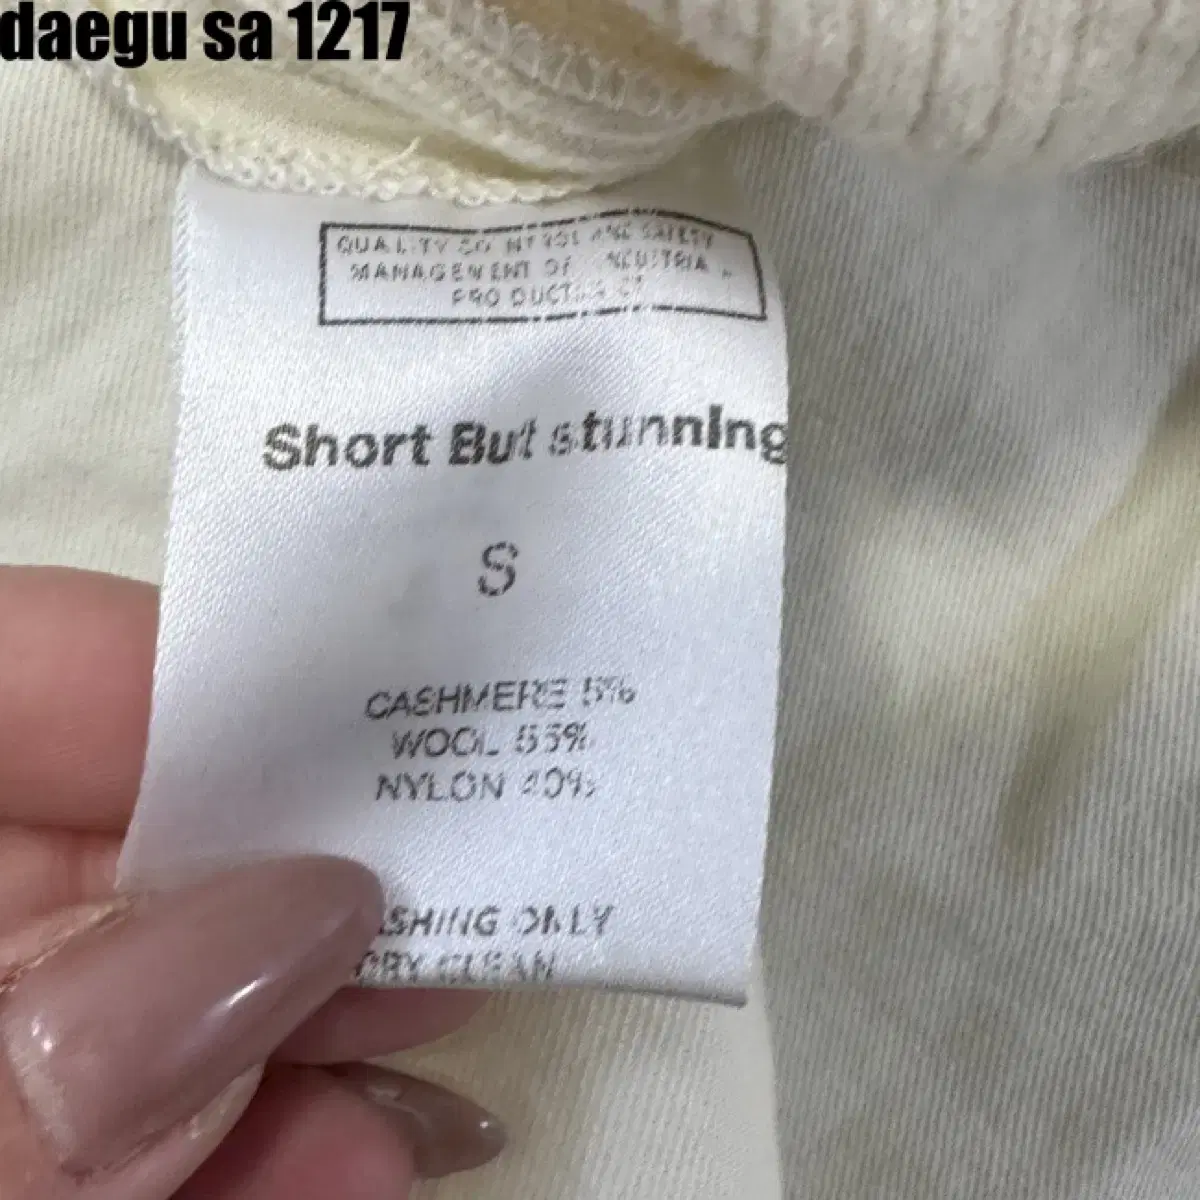 daegu sa 1217
QUALITY CONTROL AND SAFETY
MANAGEMENT OF INDUSTRIAL
PRODUCTS
Short But stunning
S
CASHMERE 5%
WOOL 55%
NYLON 40%
SHING ONLY
DRY CLEAN